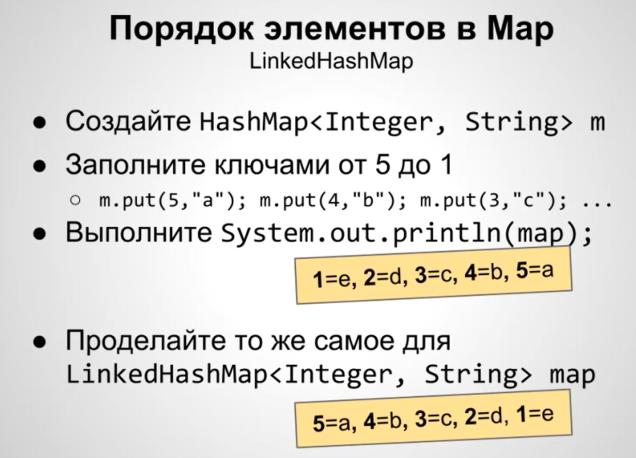 Порядок элементов в Map
LinkedHashMap
● Создайте HashMap<Integer, String> m
● Заполните ключами от 5 до 1
○ m.put(5,"a"); m.put(4,"b"); m.put(3,"c"); ...
● Выполните System.out.println(map);
1=e, 2=d, 3=c, 4=b, 5=a
● Проделайте то же самое для
LinkedHashMap<Integer, String> map
5=a, 4=b, 3=c, 2=d, 1=e